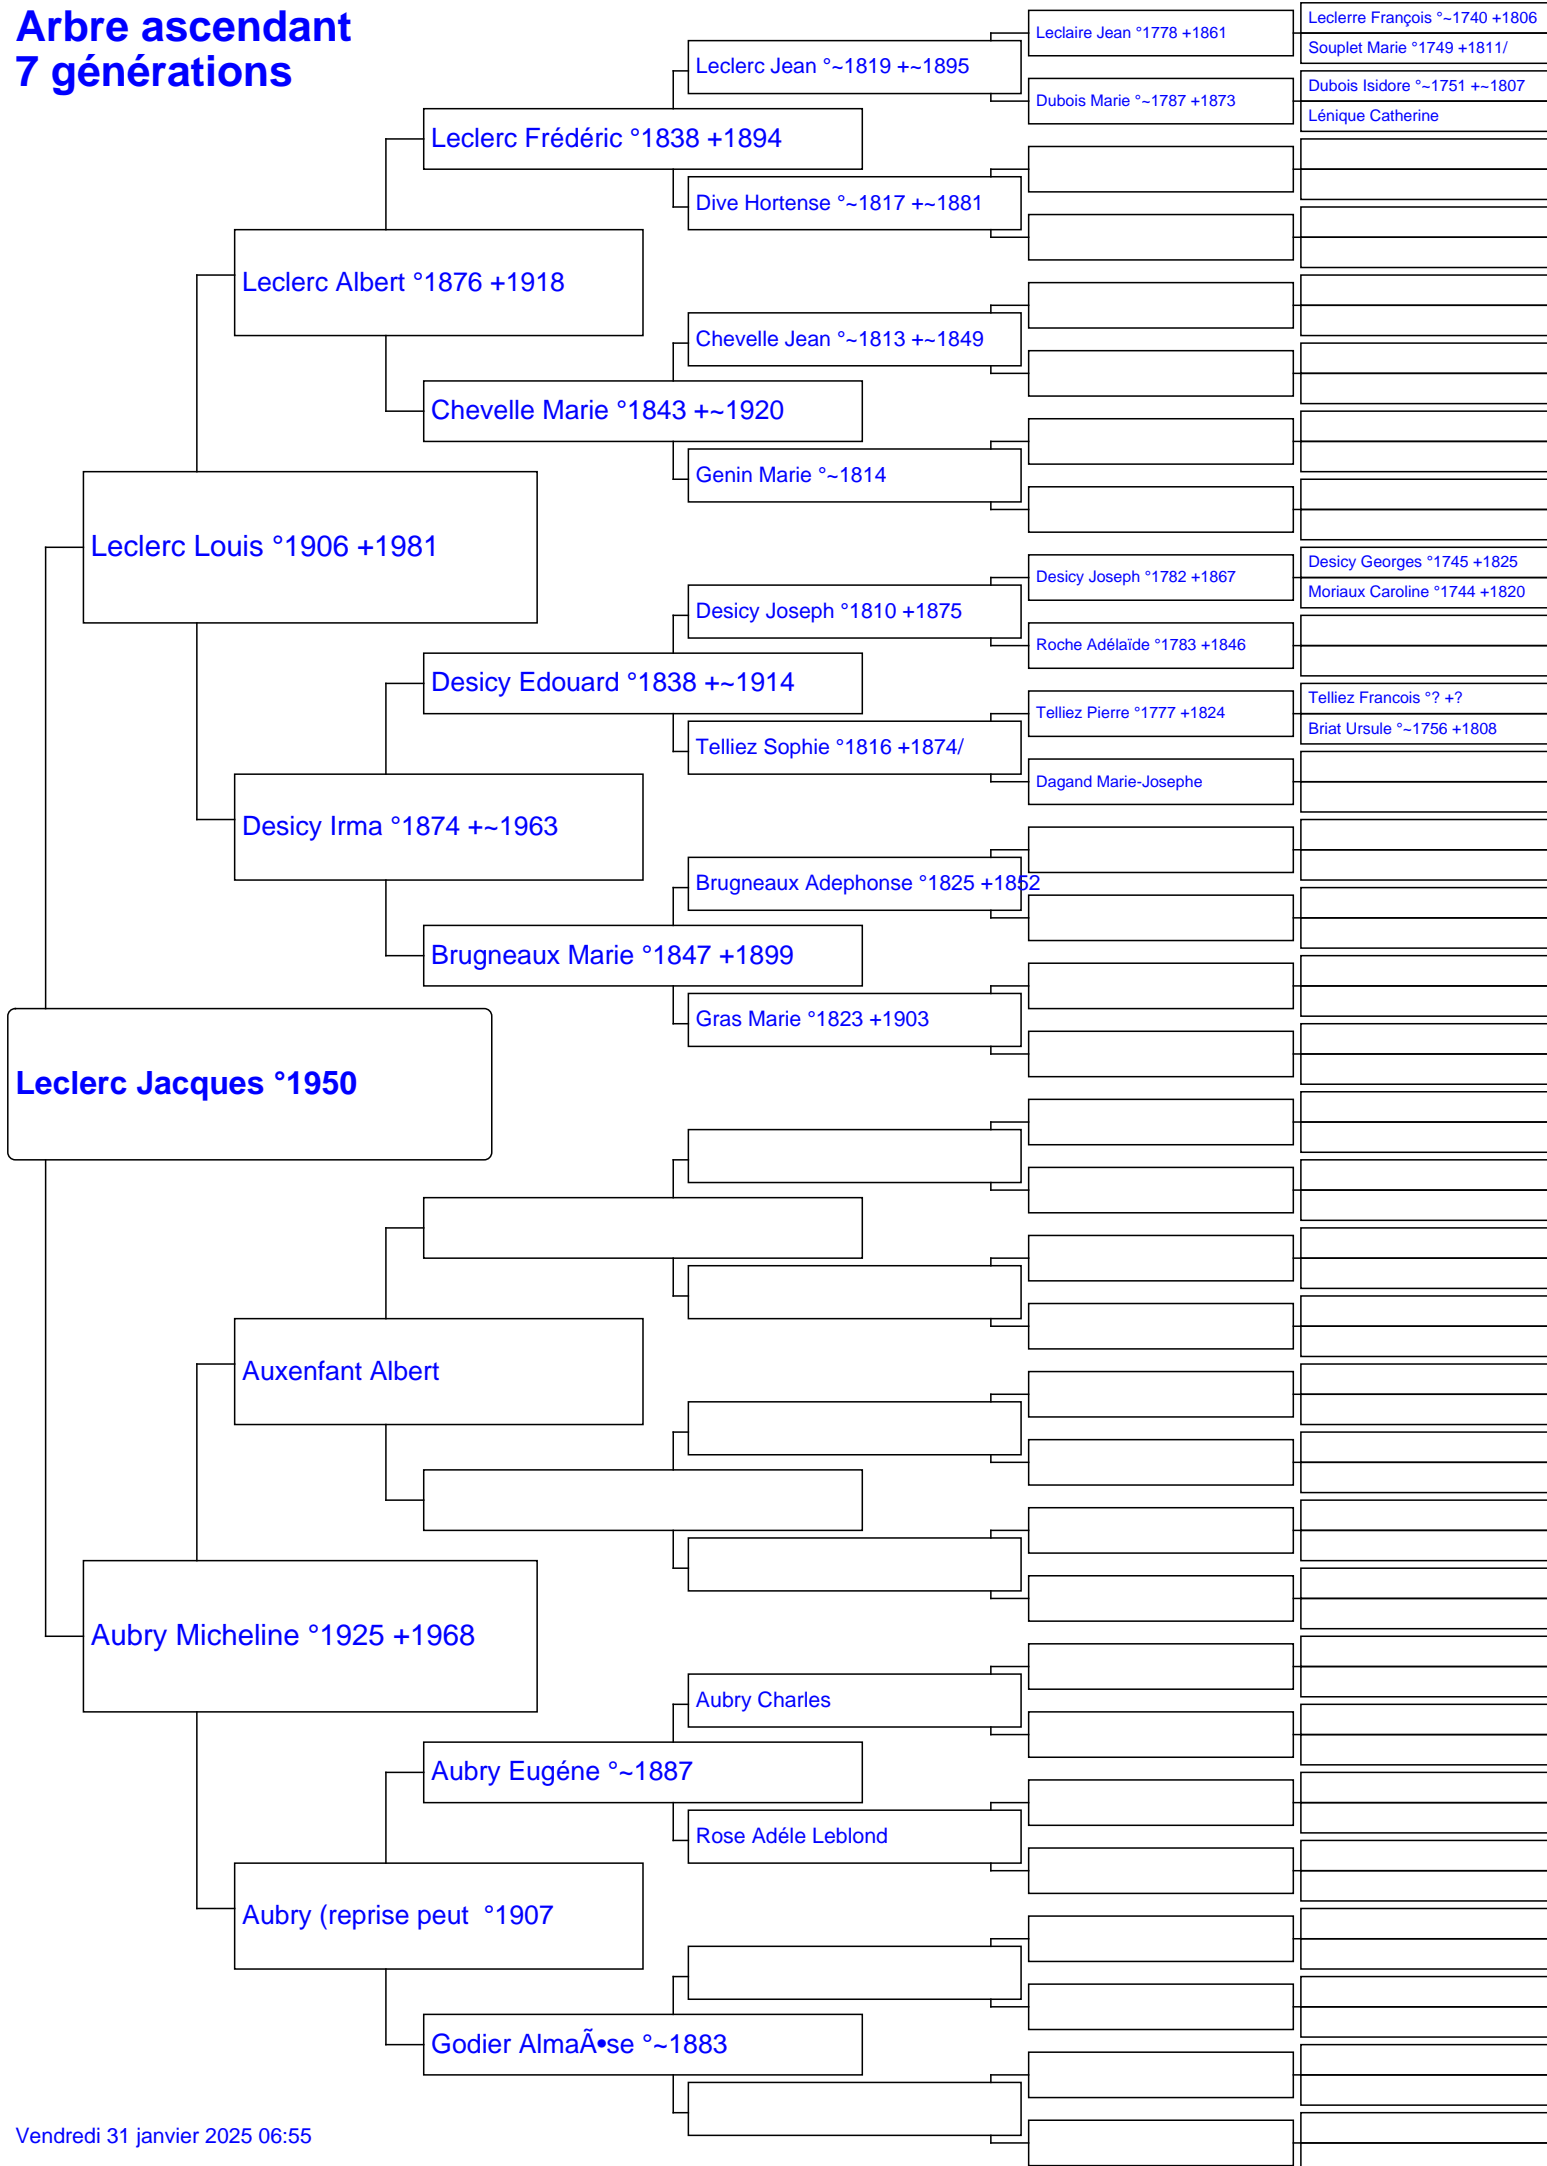 Arbre ascendant
7 générations
Leclerre François °~1740 +1806
Leclaire Jean °1778 +1861
Souplet Marie °1749 +1811/
Leclerc Jean °~1819 +~1895
Dubois Isidore °~1751 +~1807
Dubois Marie °~1787 +1873
Lénique Catherine
Leclerc Frédéric °1838 +1894
Dive Hortense °~1817 +~1881
Leclerc Albert °1876 +1918
Chevelle Jean °~1813 +~1849
Chevelle Marie °1843 +~1920
Genin Marie °~1814
Leclerc Louis °1906 +1981
Desicy Georges °1745 +1825
Desicy Joseph °1782 +1867
Moriaux Caroline °1744 +1820
Desicy Joseph °1810 +1875
Roche Adélaïde °1783 +1846
Desicy Edouard °1838 +~1914
Telliez Francois °? +?
Telliez Pierre °1777 +1824
Briat Ursule °~1756 +1808
Telliez Sophie °1816 +1874/
Dagand Marie-Josephe
Desicy Irma °1874 +~1963
Brugneaux Adephonse °1825 +1852
Brugneaux Marie °1847 +1899
Gras Marie °1823 +1903
Leclerc Jacques °1950
Auxenfant Albert
Aubry Micheline °1925 +1968
Aubry Charles
Aubry Eugéne °~1887
Rose Adéle Leblond
Aubry (reprise peut  °1907
Godier AlmaÃ•se °~1883
Vendredi 31 janvier 2025 06:55